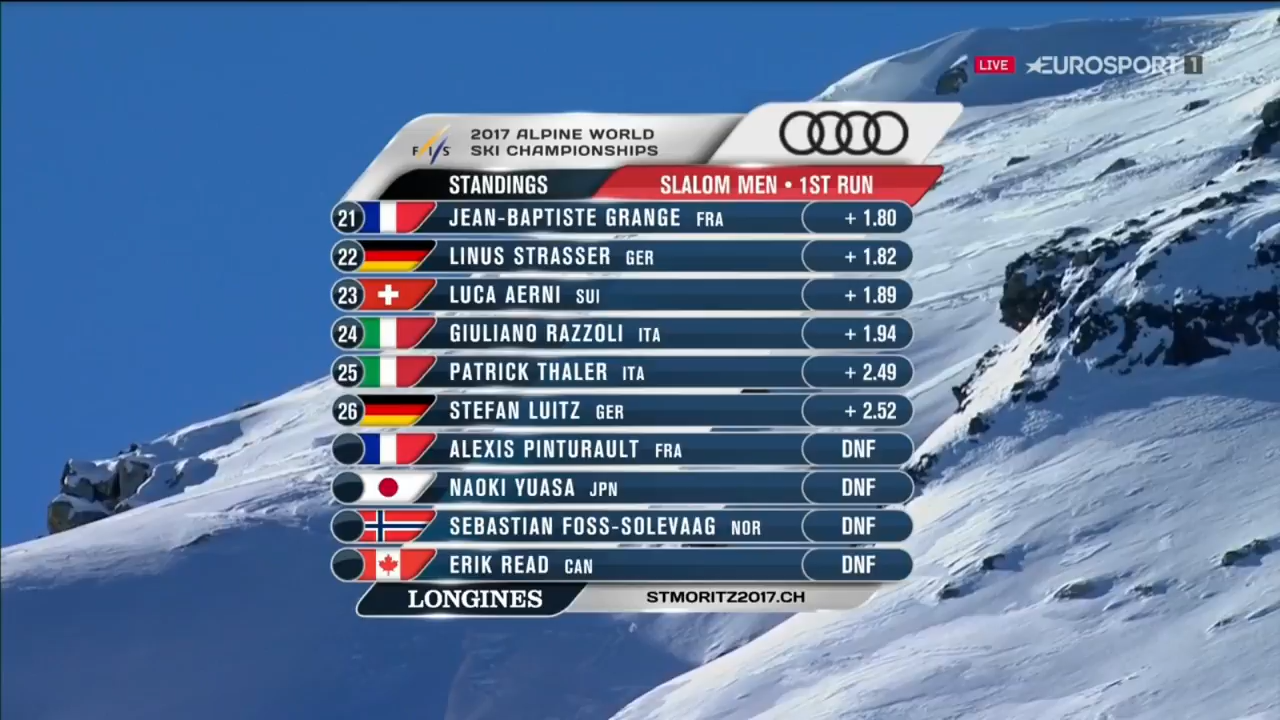 LIVE EUROSPORT 1
FIS
2017 ALPINE WORLD
SKI CHAMPIONSHIPS
STANDINGS SLALOM MEN • 1ST RUN
21 JEAN-BAPTISTE GRANGE FRA + 1.80
22 LINUS STRASSER GER + 1.82
23 LUCA AERNI SUI + 1.89
24 GIULIANO RAZZOLI ITA + 1.94
25 PATRICK THALER ITA + 2.49
26 STEFAN LUITZ GER + 2.52
ALEXIS PINTURAULT FRA DNF
NAOKI YUASA JPN DNF
SEBASTIAN FOSS-SOLEVAAG NOR DNF
ERIK READ CAN DNF
LONGINES STMORITZ2017.CH